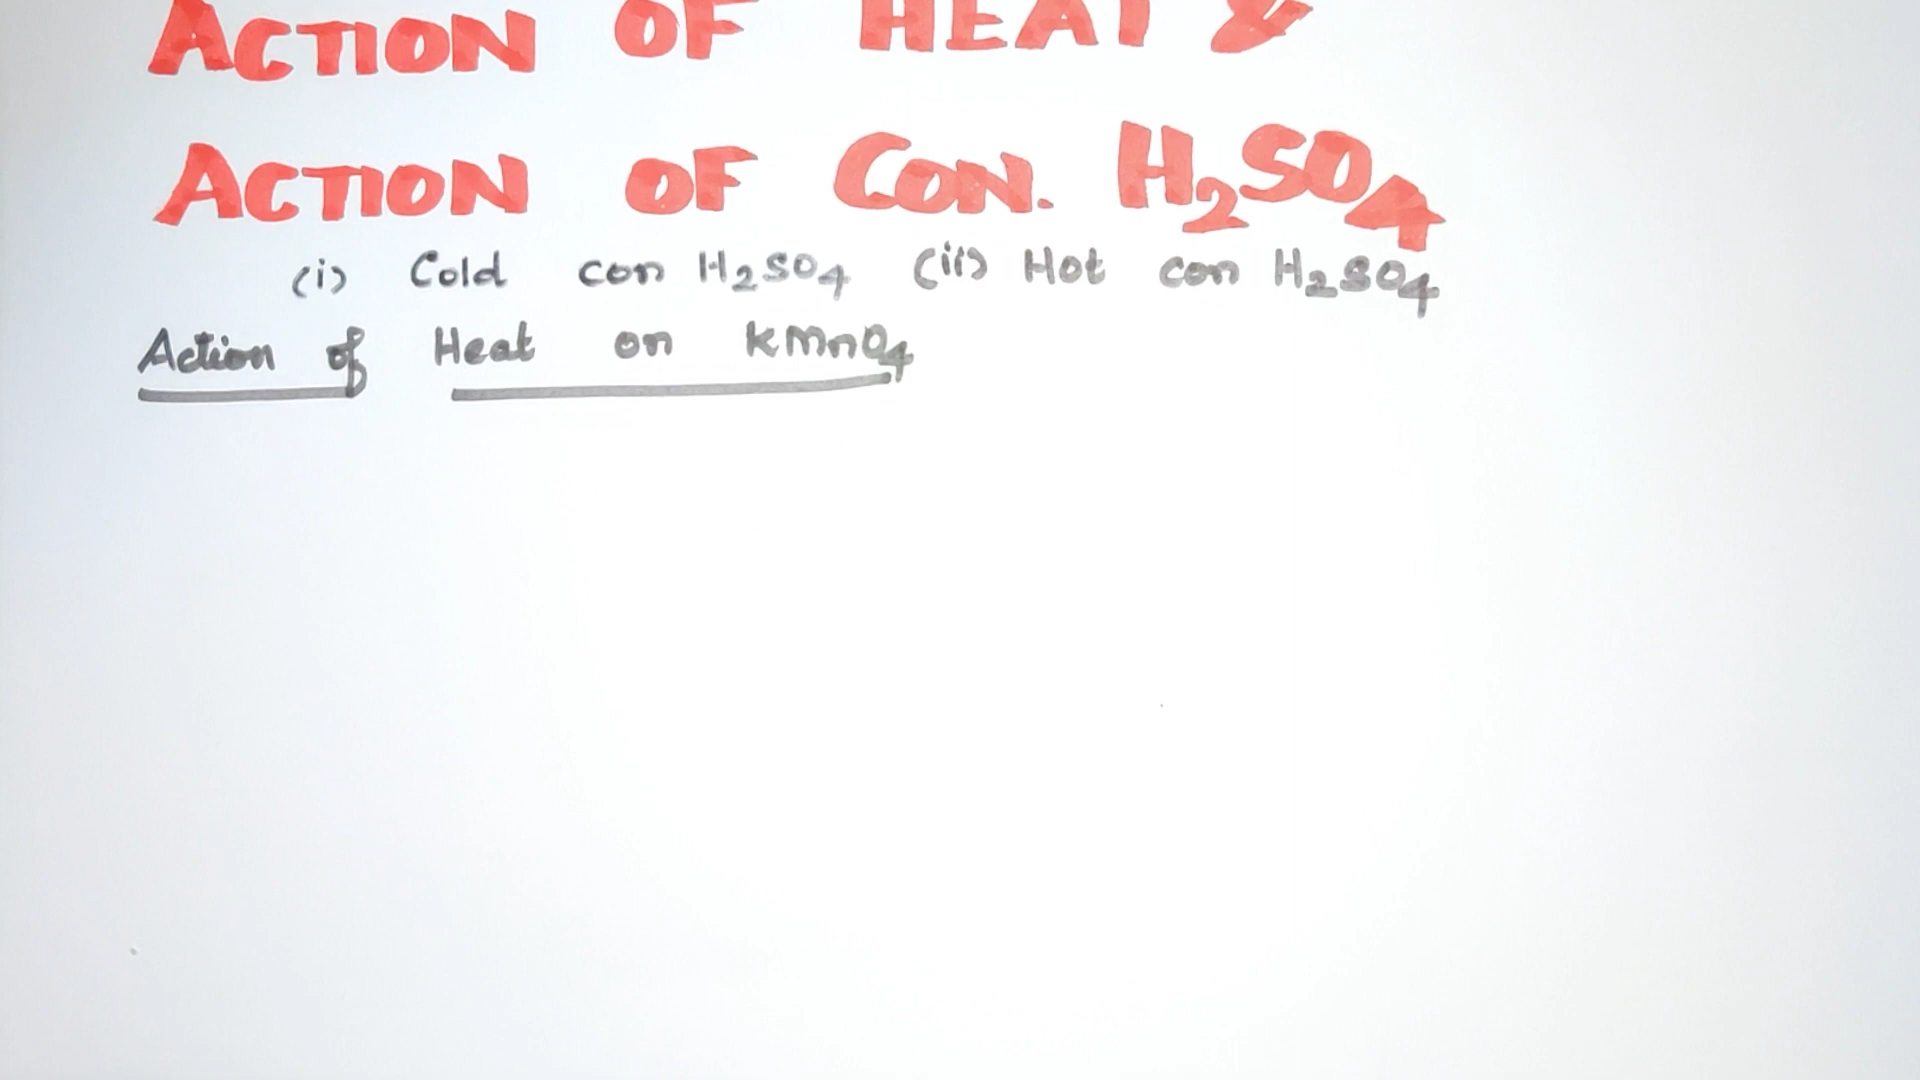 ACTION OF HEAT &
ACTION OF CON. H₂SO₄
(i) Cold con H₂SO₄ (ii) Hot con H₂SO₄
Action of Heat on KMnO₄